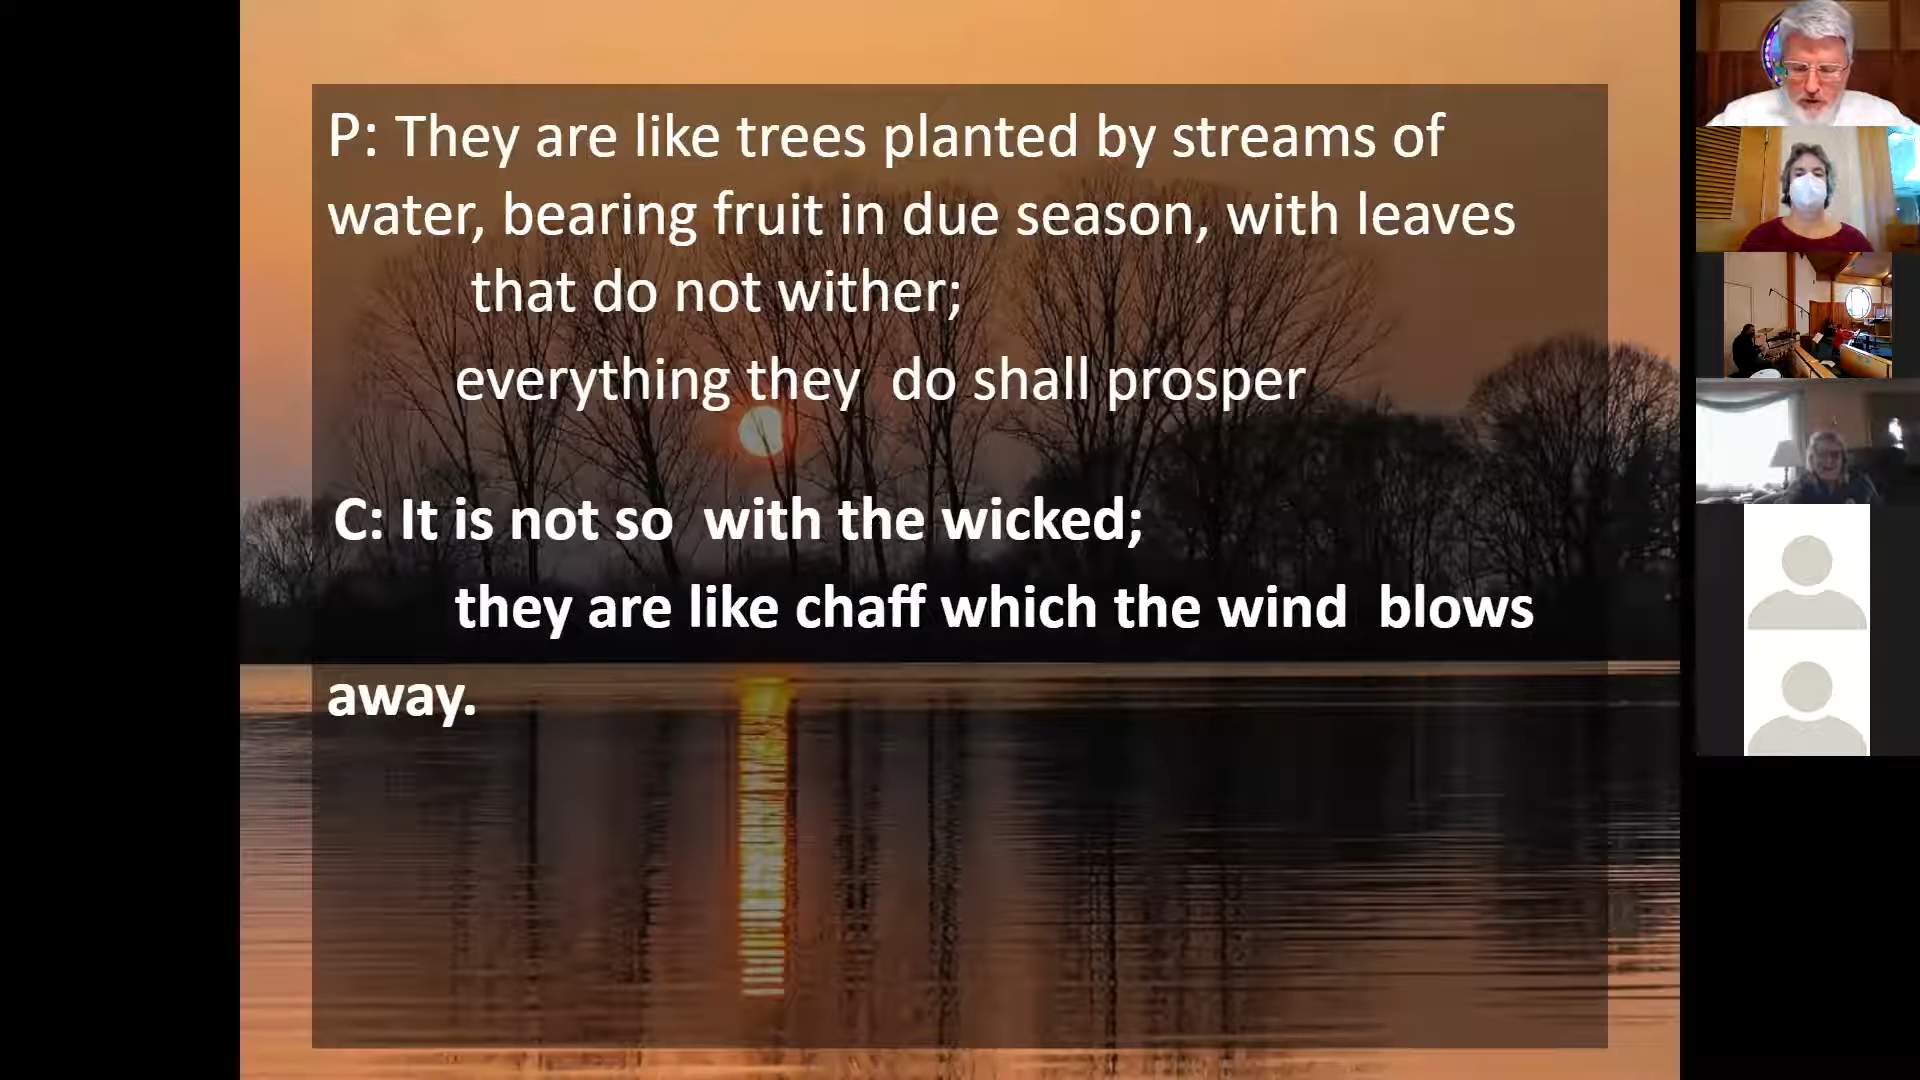 P: They are like trees planted by streams of
water, bearing fruit in due season, with leaves
that do not wither;
everything they do shall prosper
C: It is not so with the wicked;
they are like chaff which the wind blows
away.